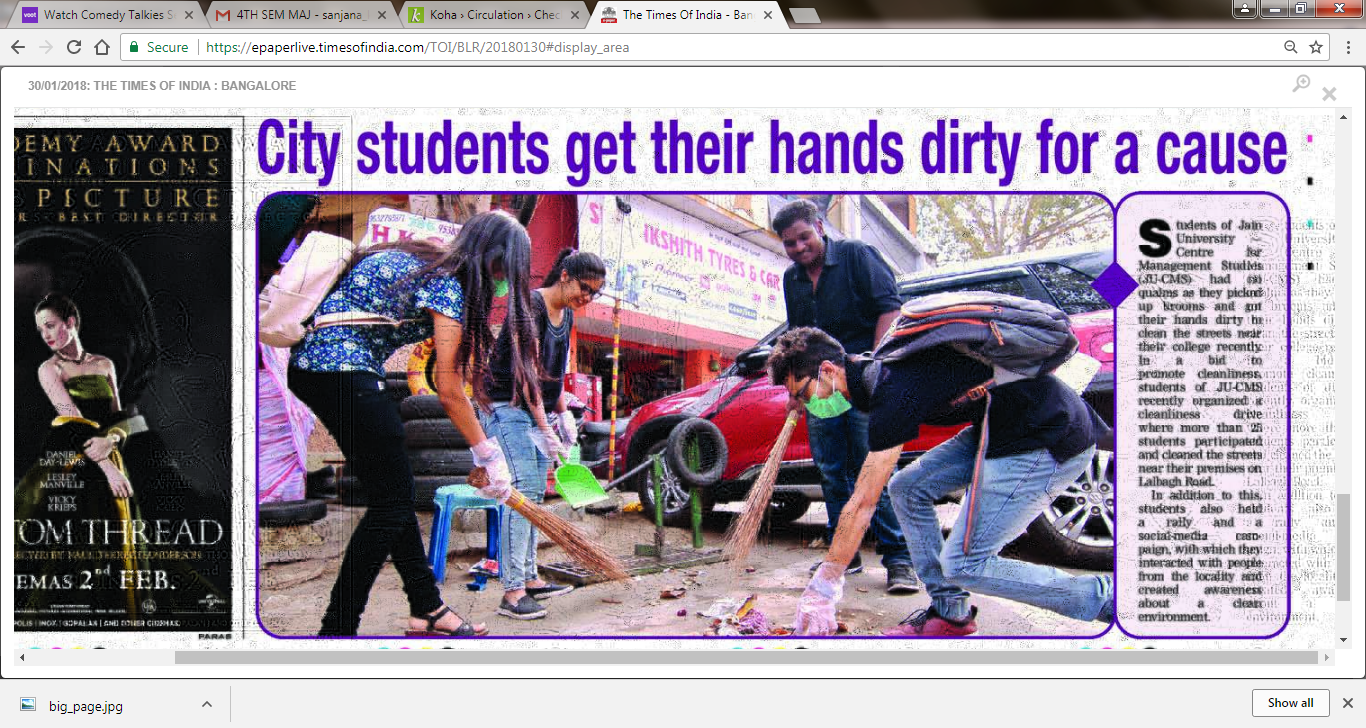 Watch Comedy Talkies S
4TH SEM MAJ - sanjana_
Koha › Circulation › Chec
The Times Of India - Ban
Secure
https://epaperlive.timesofindia.com/TOI/BLR/20180130#display_area
30/01/2018: THE TIMES OF INDIA : BANGALORE
DEMY AWARD
INATIONS
PICTURE
BEST DIRECTOR
DANIEL
DAY-LEWIS
LESLEY
MANVILLE
VICKY
KRIEPS
TOM THREAD
EMAS 2nd FEB.
City students get their hands dirty for a cause
H K
IKSHITH TYRES & CAR
Pioneer
Students of Jain
University
Centre for
Management Studies
(JU-CMS) had no
qualms as they picked
up brooms and got
their hands dirty to
clean the streets near
their college recently
In a bid to
promote cleanliness,
students of JU-CMS
recently organized a
cleanliness drive
where more than 25
students participated
and cleaned the streets
near their premises on
Lalbagh Road.
In addition to this,
students also held
a rally and a
social-media cam-
paign, with which they
interacted with people
from the locality and
created awareness
about a clean
environment.
big_page.jpg
Show all